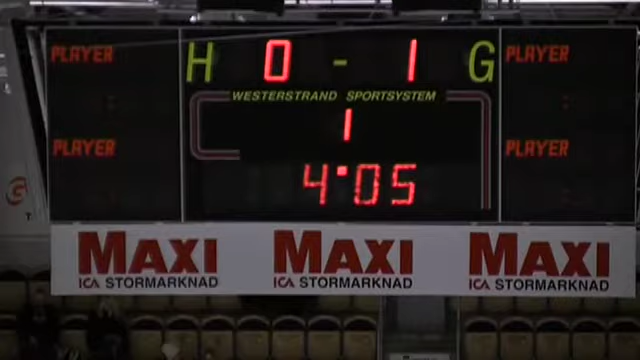 PLAYER H 0 - 1 G PLAYER
WESTERSTRAND SPORTSYSTEM
1
PLAYER PLAYER
4:05
MAXI MAXI MAXI
ICA STORMARKNAD ICA STORMARKNAD ICA STORMARKNAD